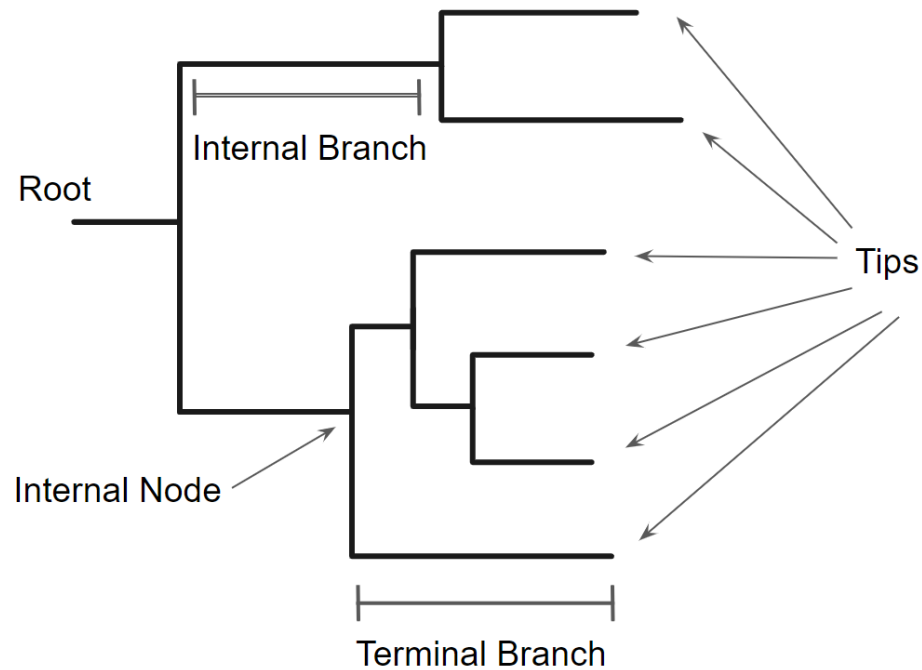 Internal Branch
Root
Tips
Internal Node
Terminal Branch